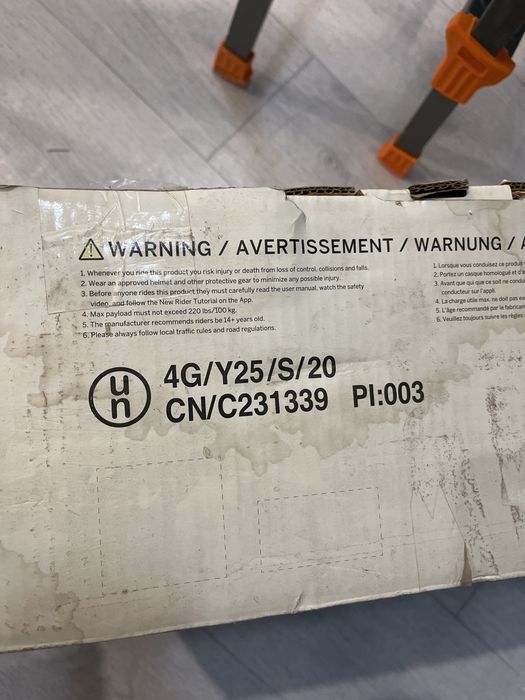 WARNING / AVERTISSEMENT / WARNUNG /
1. Whenever you ride this product you risk injury or death from loss of control, collisions and falls.
2. Wear an approved helmet and other protective gear to minimize any possible injury.
3. Before anyone rides this product they must carefully read the user manual, watch the safety
video, and follow the New Rider Tutorial on the App.
4. Max payload must not exceed 220 lbs/100 kg.
5. The manufacturer recommends riders be 14+ years old.
6. Please always follow local traffic rules and road regulations.
1. Lorsque vous conduisez ce produit
2. Portez un casque homologué et d'a
3. Avant que qui que ce soit ne condu
conducteur sur l'appli.
4. La charge utile max. ne doit pas ex
5. L'âge recommandé par le fabrican
6. Veuillez toujours suivre les règles
un
4G/Y25/S/20
CN/C231339 PI:003